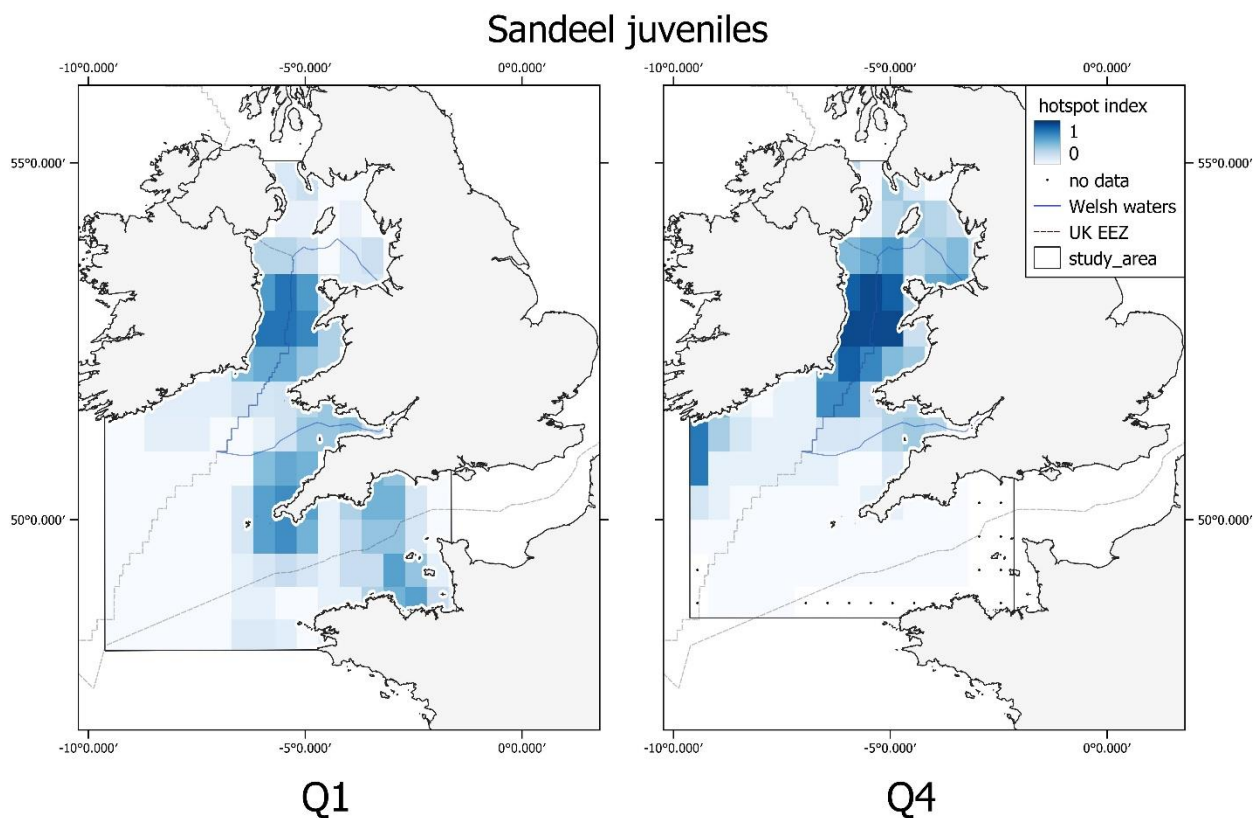 Sandeel juveniles
-10°0.000′ -5°0.000′ 0°0.000′ -10°0.000′ -5°0.000′ 0°0.000′
hotspot index
1
0
no data
Welsh waters
UK EEZ
study_area
55°0.000′ 55°0.000′
50°0.000′ 50°0.000′
-10°0.000′ -5°0.000′ 0°0.000′ -10°0.000′ -5°0.000′ 0°0.000′
Q1 Q4